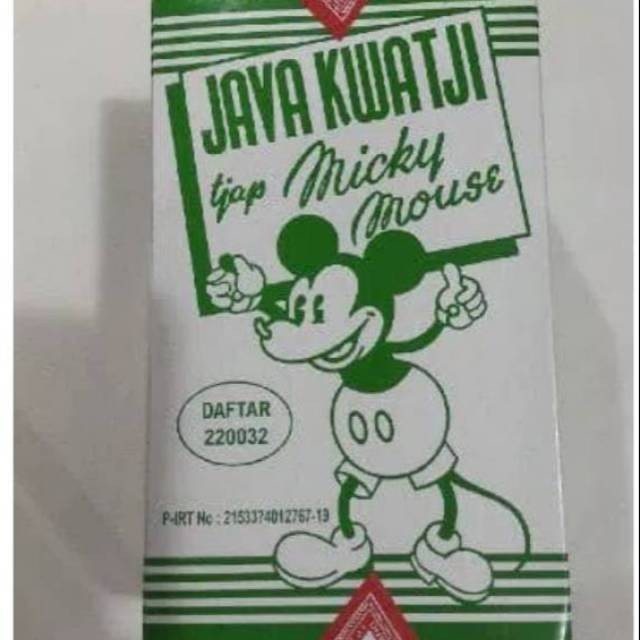 JAVA KWATJI
tjap Micky
Mouse
DAFTAR
220032
P-IRT No : 2153374012767-19